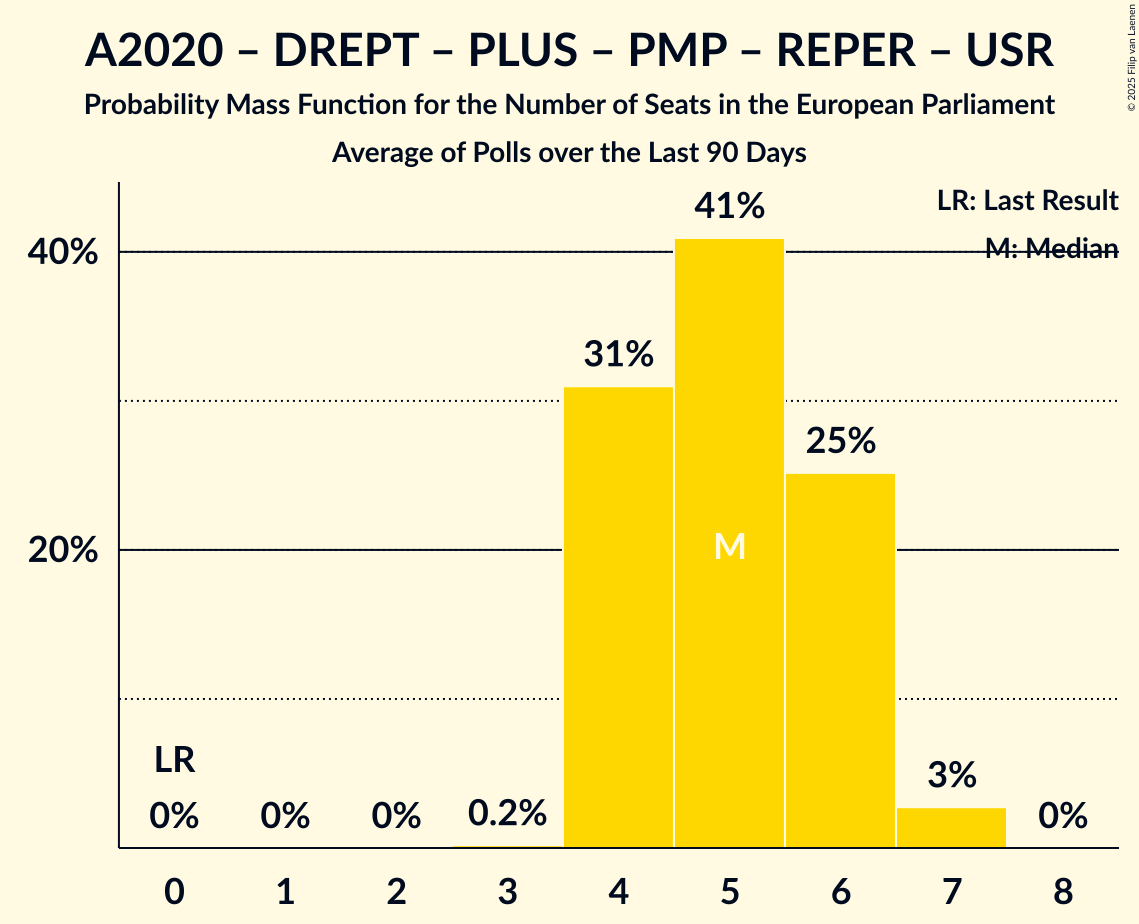 A2020 – DREPT – PLUS – PMP – REPER – USR
Probability Mass Function for the Number of Seats in the European Parliament
Average of Polls over the Last 90 Days
© 2025 Filip van Laenen
LR: Last Result
M: Median
41%
40%
31%
25%
M
20%
LR
3%
0% 0% 0% 0.2% 0%
0 1 2 3 4 5 6 7 8